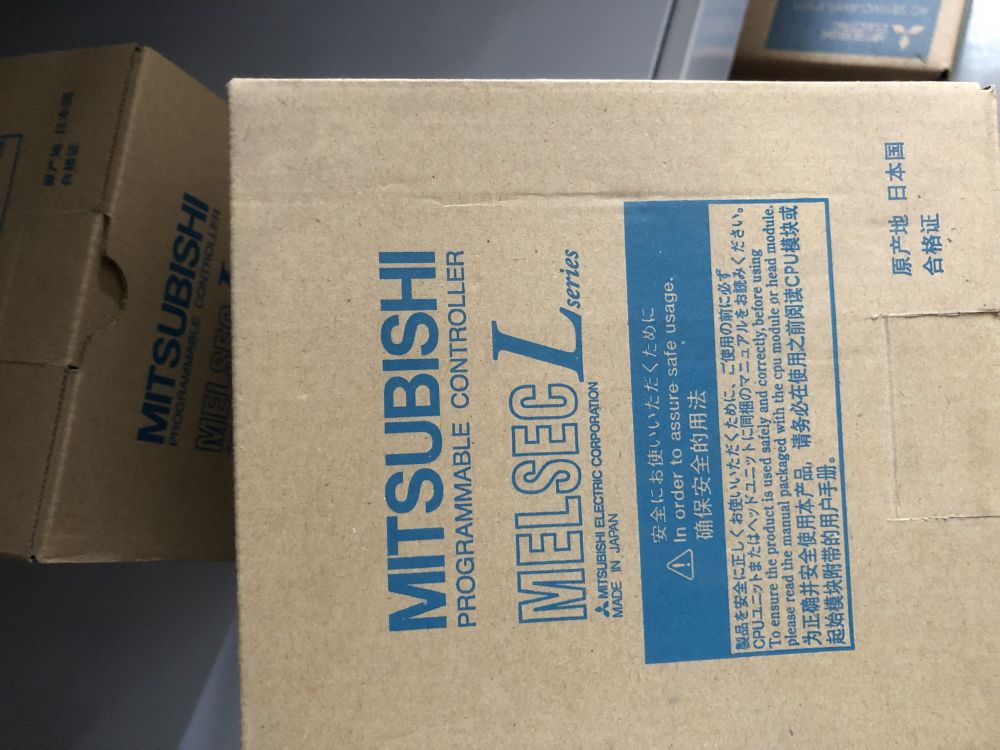 MITSUBISHI
PROGRAMMABLE CONTROLLER
MELSEC L series
MITSUBISHI ELECTRIC CORPORATION
MADE IN JAPAN
安全にお使いいただくために
In order to assure safe usage.
确保安全的用法
製品を安全に正しくお使いいただくために、ご使用の前に必ず
CPUユニットまたはヘッドユニットに同梱のマニュアルをお読みください。
To ensure the product is used safely and correctly, before using
please read the manual packaged with the cpu module or head module.
为正确并安全使用本产品，请务必在使用之前阅读CPU模块或
起始模块附带的用户手册。
原产地 日本国
合格证
原产地 日本国
合格证
MITSUBISHI
PROGRAMMABLE CONTROLLER
MELSEC L
MITSUBISHI
ELECTRIC
AC SERVO AMPLIFIER